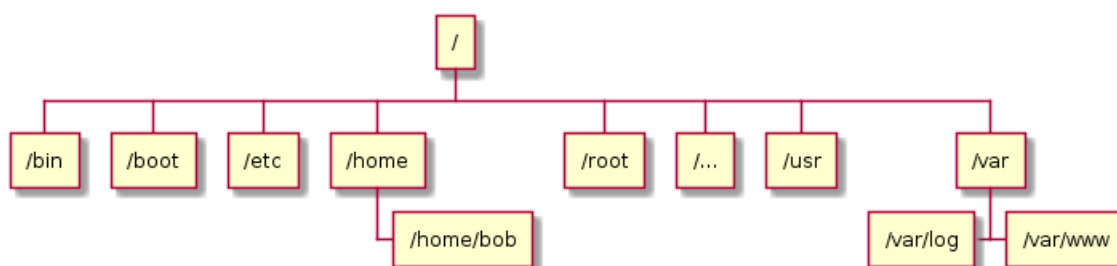 /
/bin
/boot
/etc
/home
/root
/...
/usr
/var
/home/bob
/var/log
/var/www